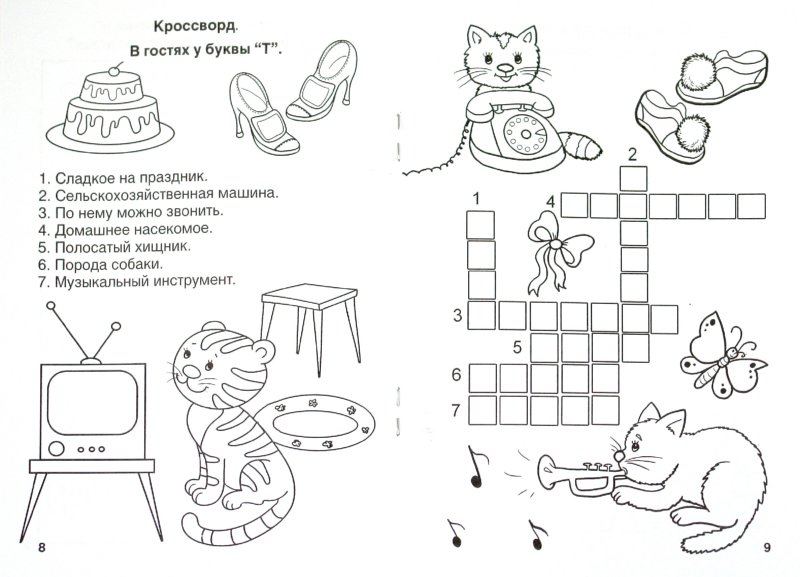 Кроссворд.
В гостях у буквы “Т”.
1. Сладкое на праздник.
2. Сельскохозяйственная машина.
3. По нему можно звонить.
4. Домашнее насекомое.
5. Полосатый хищник.
6. Порода собаки.
7. Музыкальный инструмент.
8
2
1
4
3
5
6
7
9